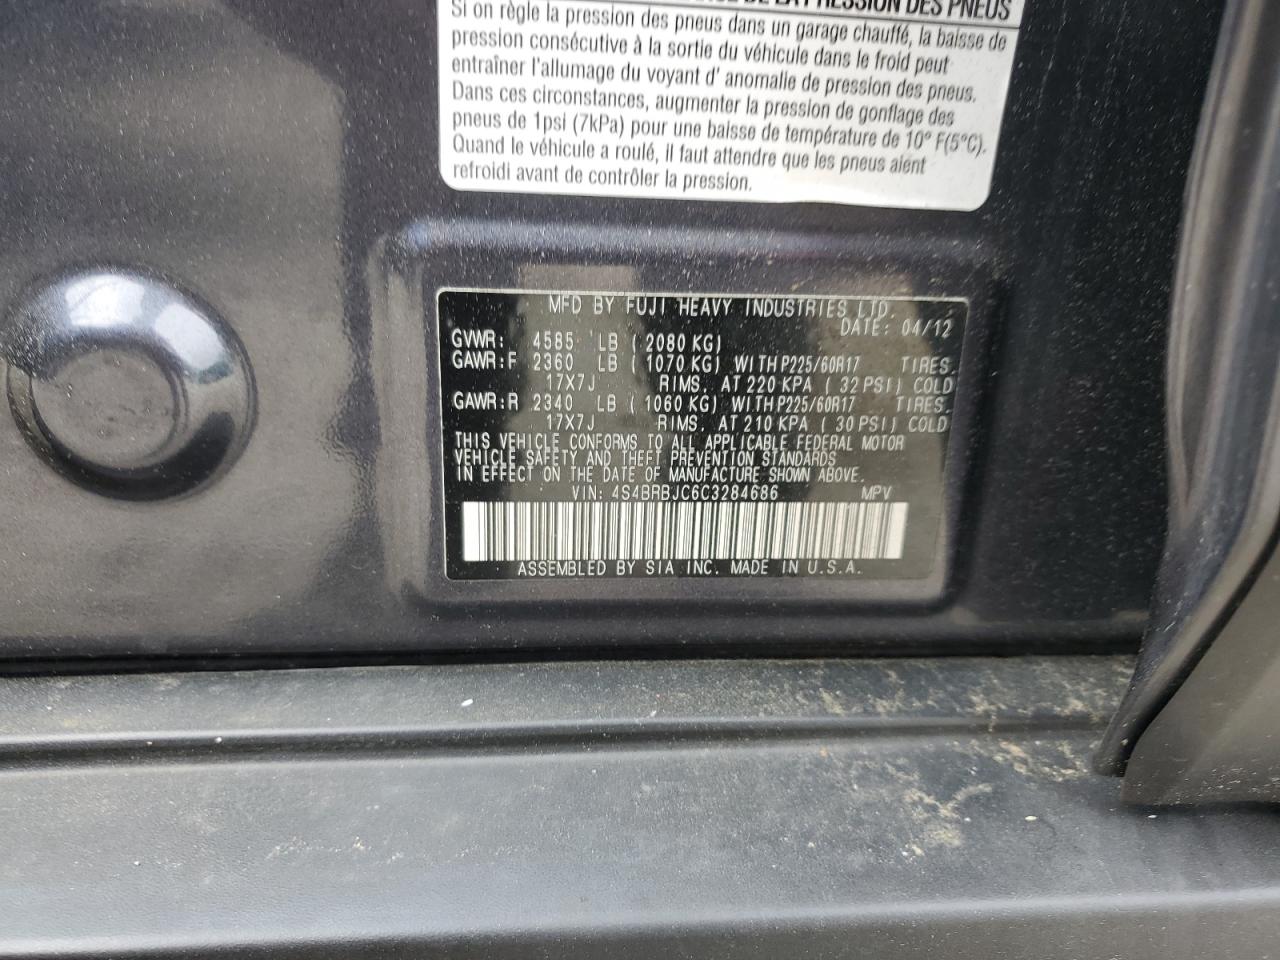 DE LA PRESSION DES PNEUS
Si on règle la pression des pneus dans un garage chauffé, la baisse de
pression consécutive à la sortie du véhicule dans le froid peut
entraîner l'allumage du voyant d' anomalie de pression des pneus.
Dans ces circonstances, augmenter la pression de gonflage des
pneus de 1psi (7kPa) pour une baisse de température de 10° F(5°C).
Quand le véhicule a roulé, il faut attendre que les pneus aient
refroidi avant de contrôler la pression.
MFD BY FUJI HEAVY INDUSTRIES LTD.
DATE: 04/12
GVWR: 4585 LB ( 2080 KG)
GAWR:F 2360 LB ( 1070 KG) WITH P225/60R17 TIRES.
17X7J RIMS. AT 220 KPA ( 32 PSI) COLD
GAWR:R 2340 LB ( 1060 KG) WITH P225/60R17 TIRES.
17X7J RIMS. AT 210 KPA ( 30 PSI) COLD
THIS VEHICLE CONFORMS TO ALL APPLICABLE FEDERAL MOTOR
VEHICLE SAFETY AND THEFT PREVENTION STANDARDS
IN EFFECT ON THE DATE OF MANUFACTURE SHOWN ABOVE.
VIN: 4S4BRBJC6C3284686 MPV
ASSEMBLED BY SIA INC. MADE IN U.S.A.